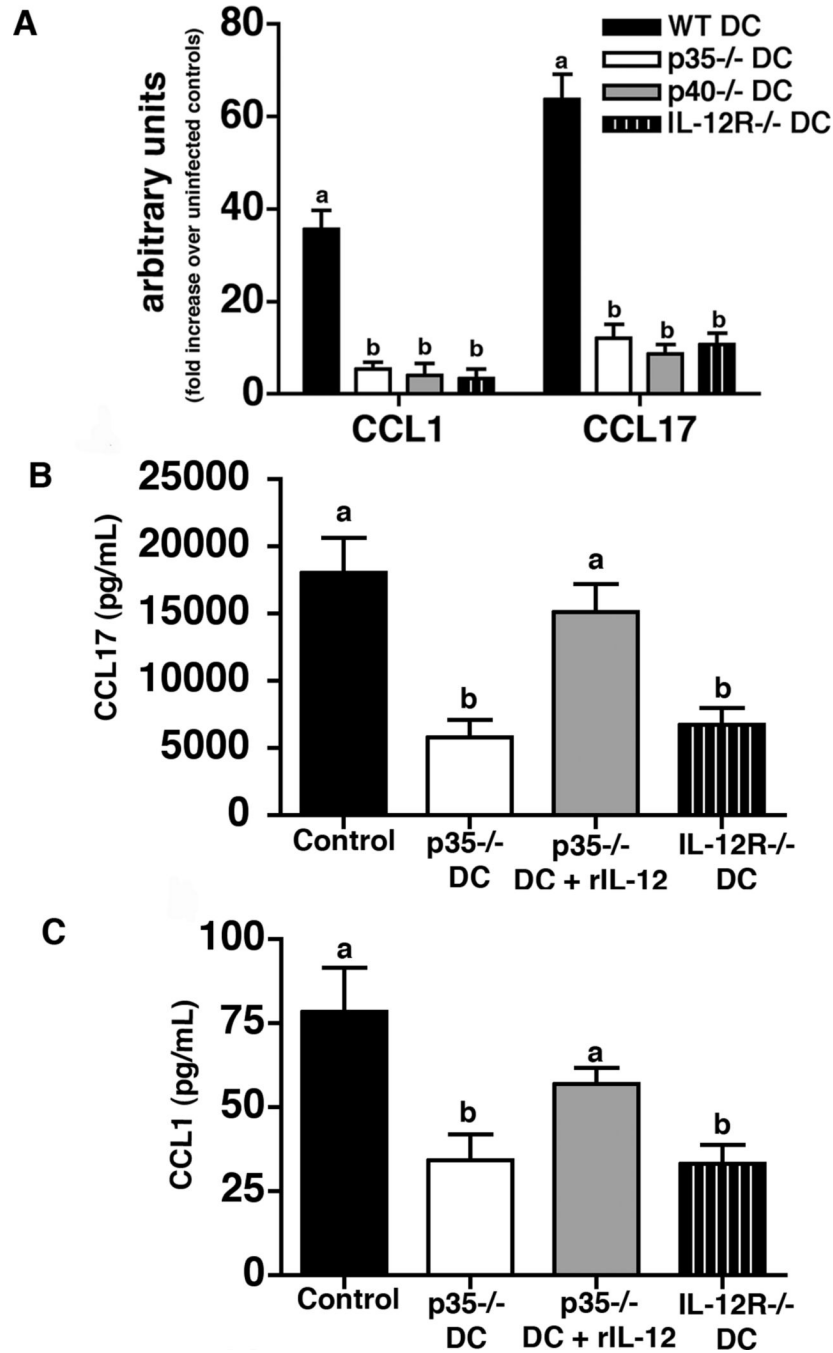 A
arbitrary units
(fold increase over uninfected controls)
80
60
40
20
0
WT DC
p35-/- DC
p40-/- DC
IL-12R-/- DC
a
b
b
b
a
b
b
b
CCL1
CCL17
B
CCL17 (pg/mL)
25000
20000
15000
10000
5000
0
a
b
a
b
Control
p35-/-
DC
p35-/-
DC + rIL-12
IL-12R-/-
DC
C
CCL1 (pg/mL)
100
75
50
25
0
a
b
a
b
Control
p35-/-
DC
p35-/-
DC + rIL-12
IL-12R-/-
DC